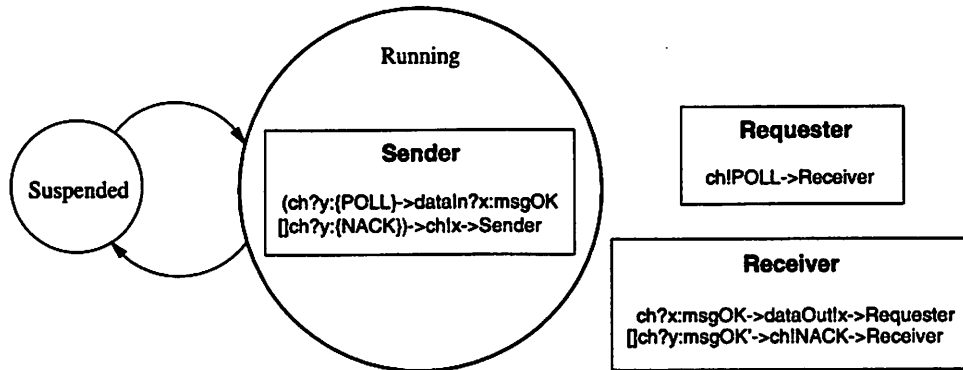 Running
Suspended
Sender
(ch?y:{POLL}->dataIn?x:msgOK
[]ch?y:{NACK})->ch!x->Sender
Requester
ch!POLL->Receiver
Receiver
ch?x:msgOK->dataOut!x->Requester
[]ch?y:msgOK'->ch!NACK->Receiver